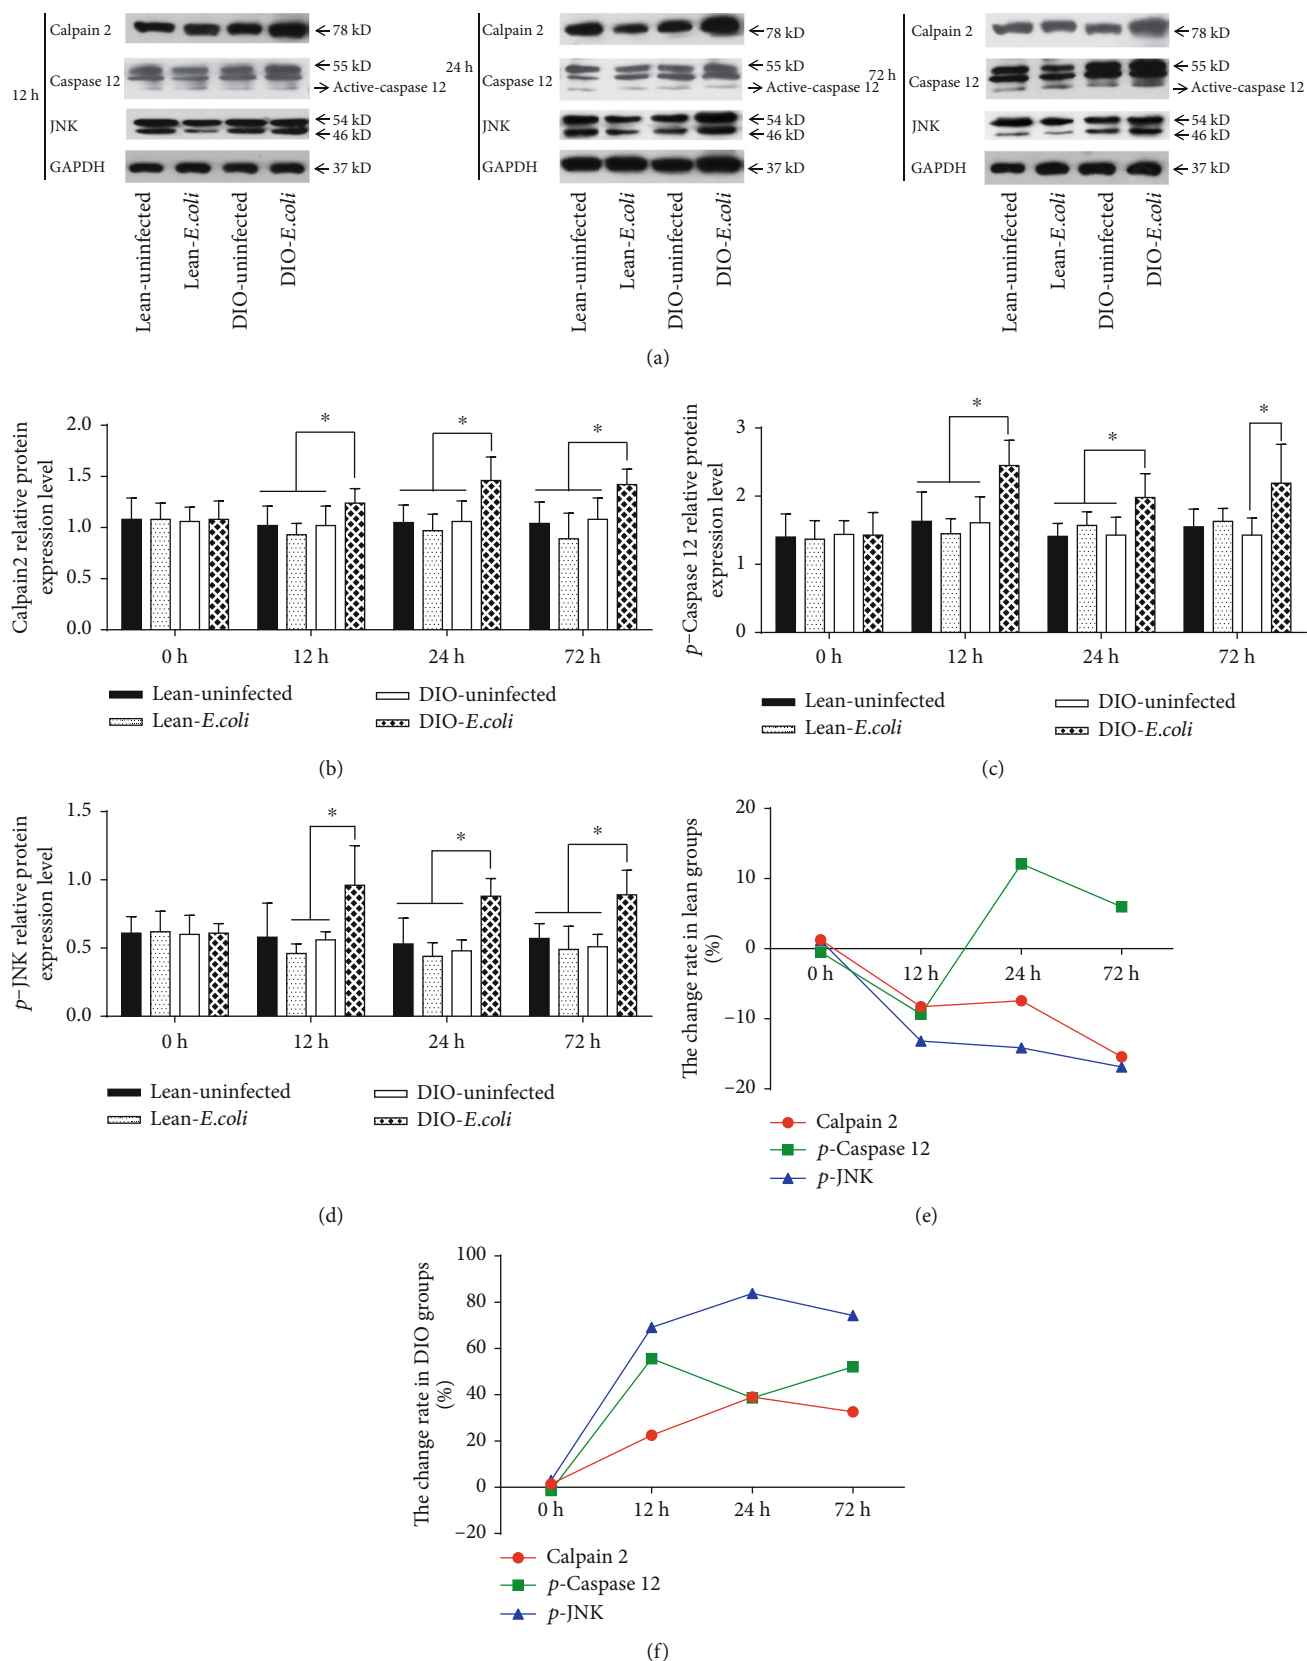 12 h
Calpain 2
78 kD
Caspase 12
55 kD
Active-caspase 12
JNK
54 kD
46 kD
GAPDH
37 kD
Lean-uninfected
Lean-E.coli
DIO-uninfected
DIO-E.coli
24 h
Calpain 2
78 kD
Caspase 12
55 kD
Active-caspase 12
JNK
54 kD
46 kD
GAPDH
37 kD
Lean-uninfected
Lean-E.coli
DIO-uninfected
DIO-E.coli
72 h
Calpain 2
78 kD
Caspase 12
55 kD
Active-caspase 12
JNK
54 kD
46 kD
GAPDH
37 kD
Lean-uninfected
Lean-E.coli
DIO-uninfected
DIO-E.coli
(a)
Calpain2 relative protein
expression level
2.0
1.5
1.0
0.5
0.0
* * *
0 h 12 h 24 h 72 h
Lean-uninfected
Lean-E.coli
DIO-uninfected
DIO-E.coli
(b)
p–Caspase 12 relative protein
expression level
3
2
1
0
* * *
0 h 12 h 24 h 72 h
Lean-uninfected
Lean-E.coli
DIO-uninfected
DIO-E.coli
(c)
p–JNK relative protein
expression level
1.5
1.0
0.5
0.0
* * *
0 h 12 h 24 h 72 h
Lean-uninfected
Lean-E.coli
DIO-uninfected
DIO-E.coli
(d)
The change rate in lean groups
(%)
20
10
0
–10
–20
0 h 12 h 24 h 72 h
Calpain 2
p-Caspase 12
p-JNK
(e)
The change rate in DIO groups
(%)
100
80
60
40
20
0
–20
0 h 12 h 24 h 72 h
Calpain 2
p-Caspase 12
p-JNK
(f)